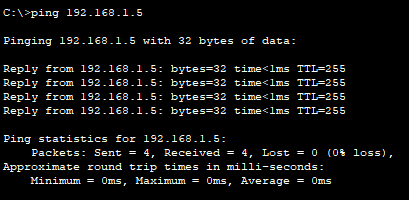 C:\>ping 192.168.1.5
Pinging 192.168.1.5 with 32 bytes of data:
Reply from 192.168.1.5: bytes=32 time<1ms TTL=255
Reply from 192.168.1.5: bytes=32 time<1ms TTL=255
Reply from 192.168.1.5: bytes=32 time<1ms TTL=255
Reply from 192.168.1.5: bytes=32 time<1ms TTL=255
Ping statistics for 192.168.1.5:
    Packets: Sent = 4, Received = 4, Lost = 0 (0% loss),
Approximate round trip times in milli-seconds:
    Minimum = 0ms, Maximum = 0ms, Average = 0ms